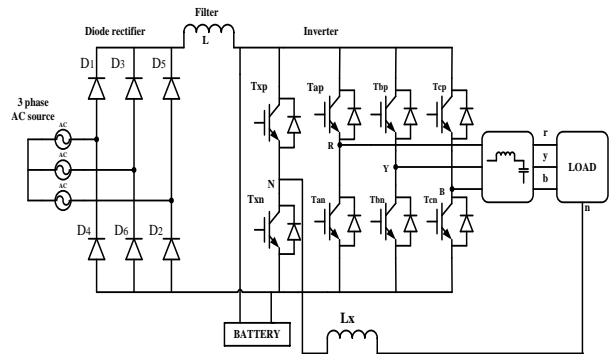 Filter
L
Diode rectifier
Inverter
D1
D3
D5
Txp
Tap
Tbp
Tcp
3 phase
AC source
AC
AC
AC
R
Y
B
N
r
y
b
n
LOAD
Txn
Tan
Tbn
Tcn
D4
D6
D2
BATTERY
Lx